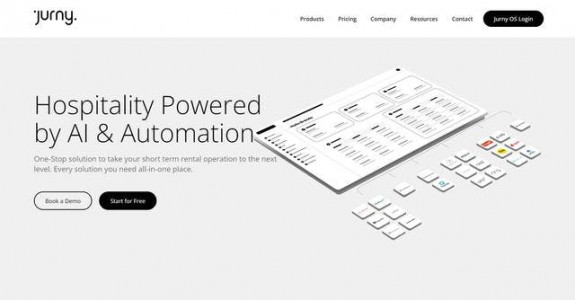 jurny.
Products Pricing Company Resources Contact Jurny OS Login
Hospitality Powered
by AI & Automation
One-Stop solution to take your short term rental operation to the next
level. Every solution you need all-in-one place.
Book a Demo Start for Free